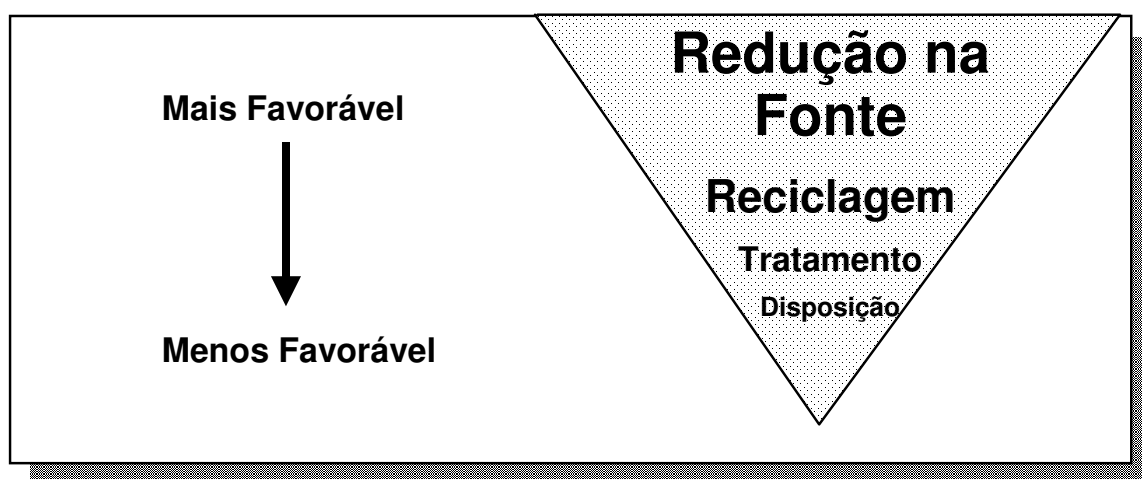 Mais Favorável
Menos Favorável
Redução na
Fonte
Reciclagem
Tratamento
Disposição